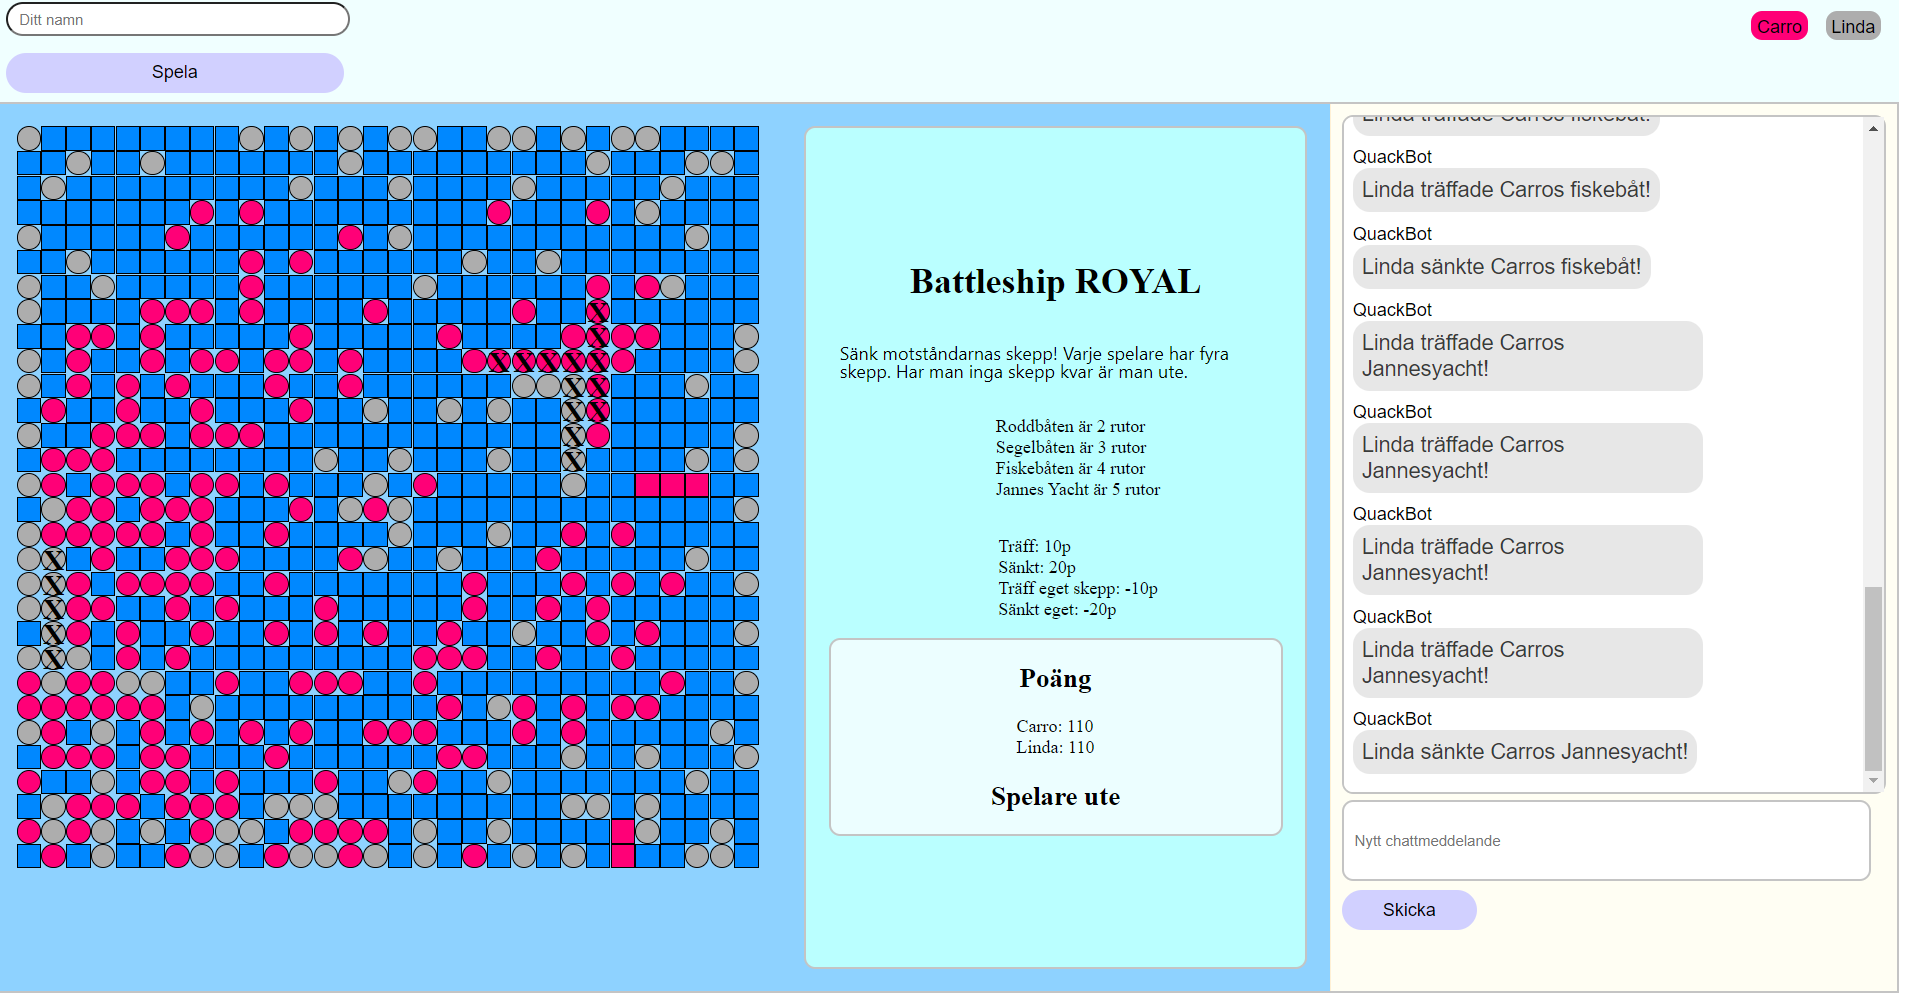 Ditt namn
Spela
Carro
Linda
X
X
X X X X X
X X
X X
X
X
X
X
X
X
X
Battleship ROYAL
Sänk motståndarnas skepp! Varje spelare har fyra
skepp. Har man inga skepp kvar är man ute.
Roddbåten är 2 rutor
Segelbåten är 3 rutor
Fiskebåten är 4 rutor
Jannes Yacht är 5 rutor
Träff: 10p
Sänkt: 20p
Träff eget skepp: -10p
Sänkt eget: -20p
Poäng
Carro: 110
Linda: 110
Spelare ute
Linda träffade Carros fiskebåt!
QuackBot
Linda träffade Carros fiskebåt!
QuackBot
Linda sänkte Carros fiskebåt!
QuackBot
Linda träffade Carros
Jannesyacht!
QuackBot
Linda träffade Carros
Jannesyacht!
QuackBot
Linda träffade Carros
Jannesyacht!
QuackBot
Linda träffade Carros
Jannesyacht!
QuackBot
Linda sänkte Carros Jannesyacht!
Nytt chattmeddelande
Skicka